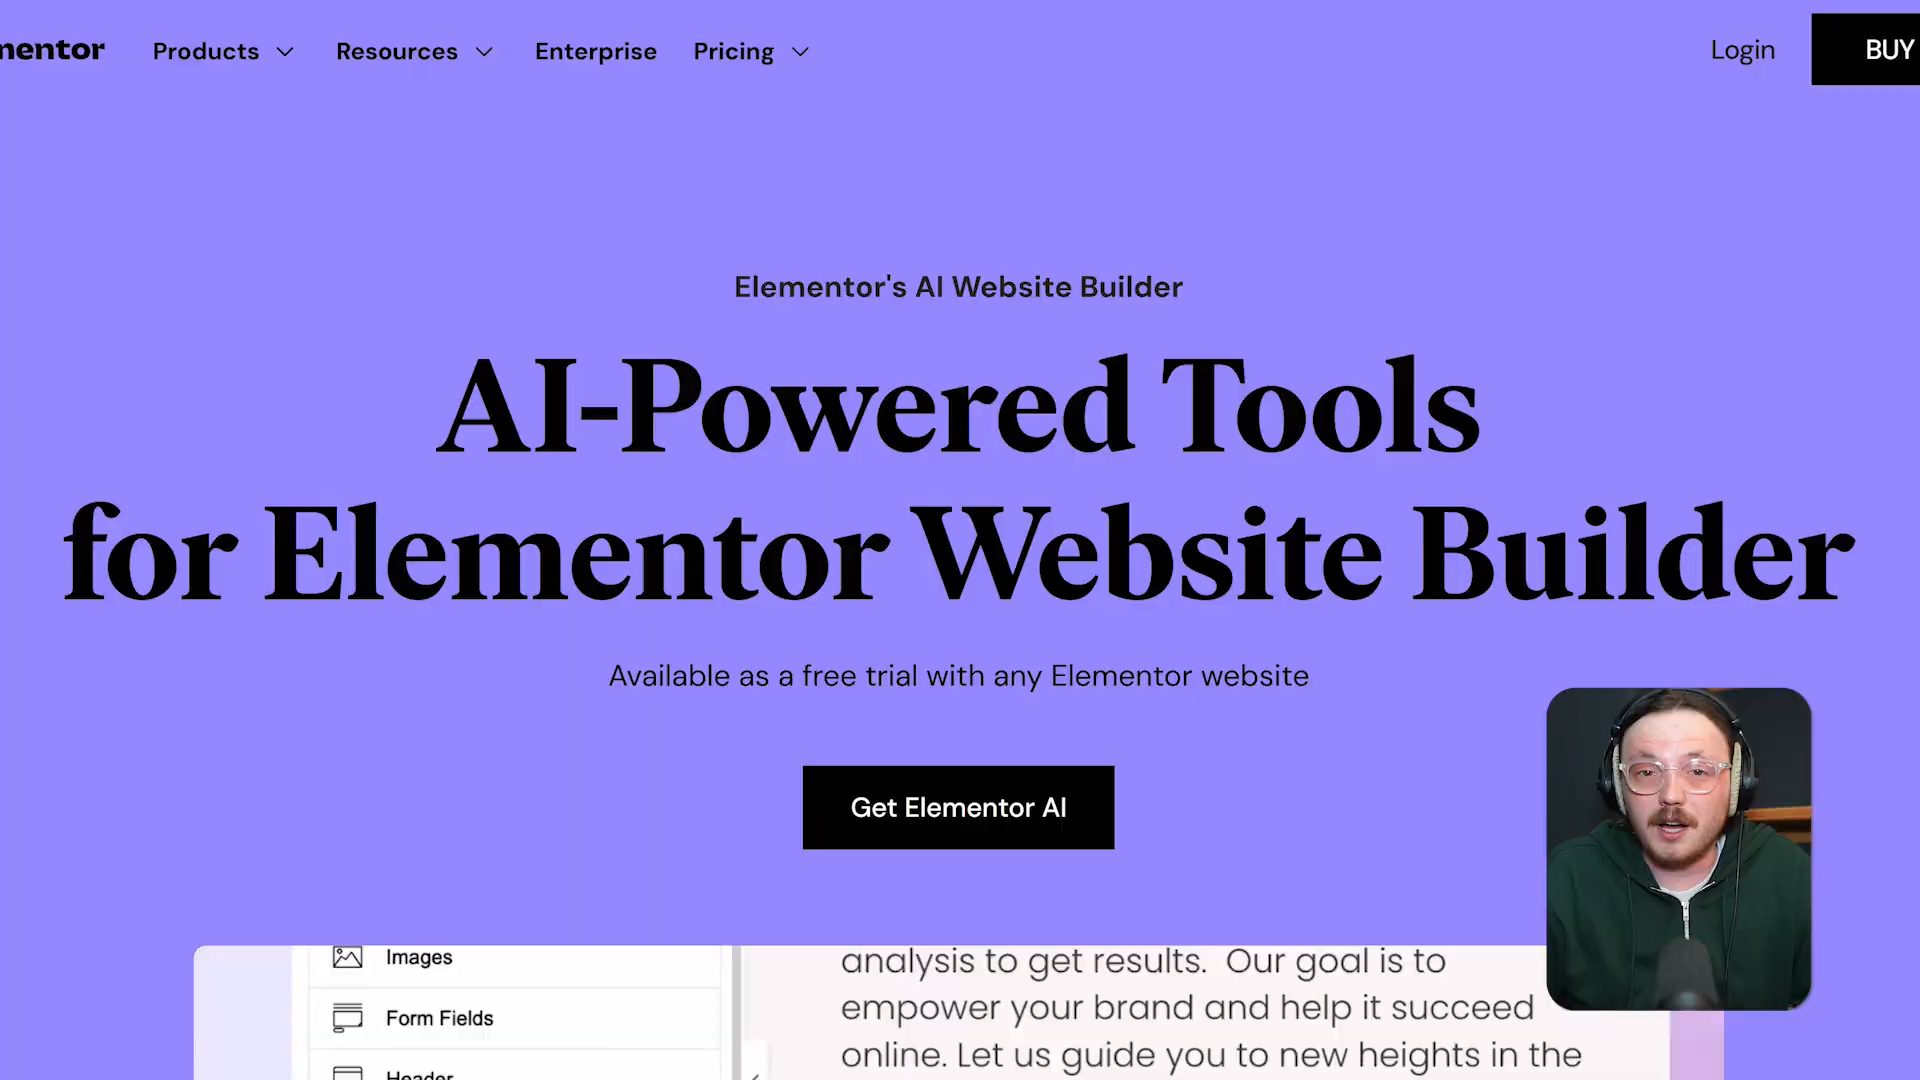 mentor Products Resources Enterprise Pricing Login BUY
Elementor's AI Website Builder
AI-Powered Tools
for Elementor Website Builder
Available as a free trial with any Elementor website
Get Elementor AI
Images
Form Fields
Header
analysis to get results. Our goal is to
empower your brand and help it succeed
online. Let us guide you to new heights in the